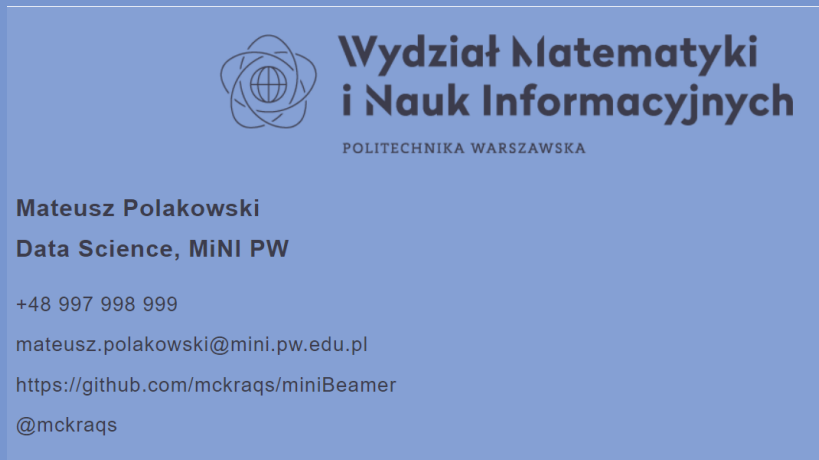 Wydział Matematyki
i Nauk Informacyjnych
POLITECHNIKA WARSZAWSKA
Mateusz Polakowski
Data Science, MiNI PW
+48 997 998 999
mateusz.polakowski@mini.pw.edu.pl
https://github.com/mckraqs/miniBeamer
@mckraqs